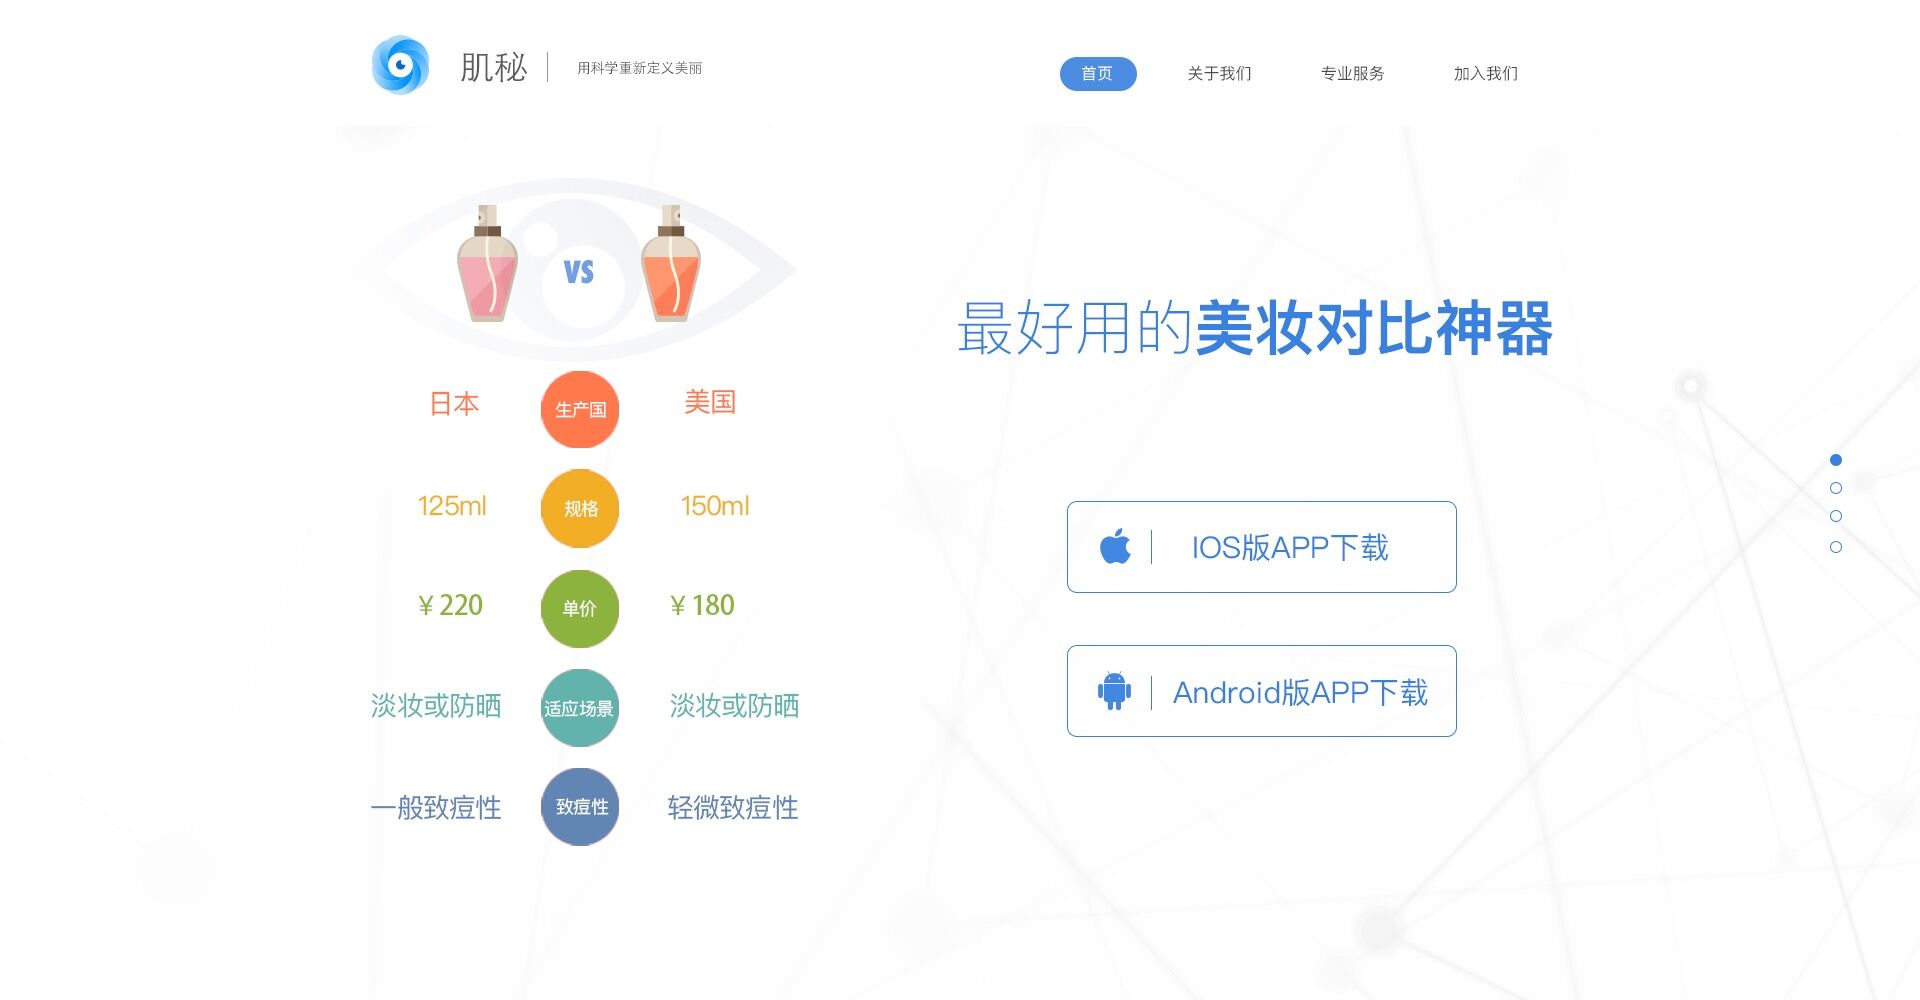 肌秘
用科学重新定义美丽
首页
关于我们
专业服务
加入我们
VS
日本
生产国
美国
125ml
规格
150ml
￥220
单价
￥180
淡妆或防晒
适应场景
淡妆或防晒
一般致痘性
致痘性
轻微致痘性
最好用的美妆对比神器
IOS版APP下载
Android版APP下载